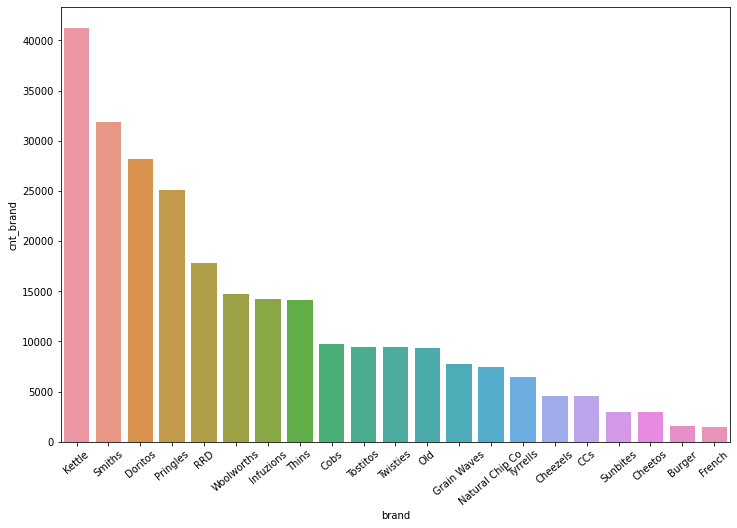 40000
35000
30000
25000
20000
15000
10000
5000
0
cnt_brand
Kettle
Smiths
Doritos
Pringles
RRD
Woolworths
Infuzions
Thins
Cobs
Tostitos
Twisties
Old
Grain Waves
Natural Chip Co
Tyrrells
Cheezels
CCs
Sunbites
Cheetos
Burger
French
brand